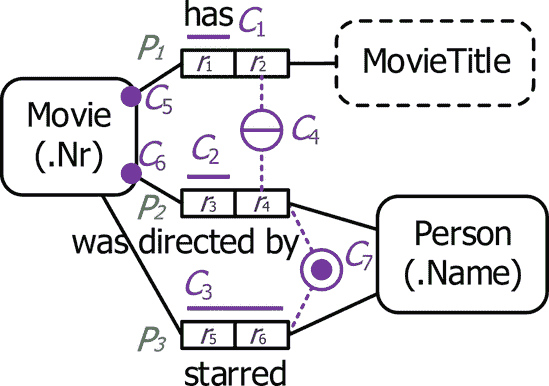 has
C1
P1
r1 r2
MovieTitle
Movie
(.Nr)
C5
C4
C6
C2
P2
r3 r4
was directed by
Person
(.Name)
C7
C3
P3
r5 r6
starred